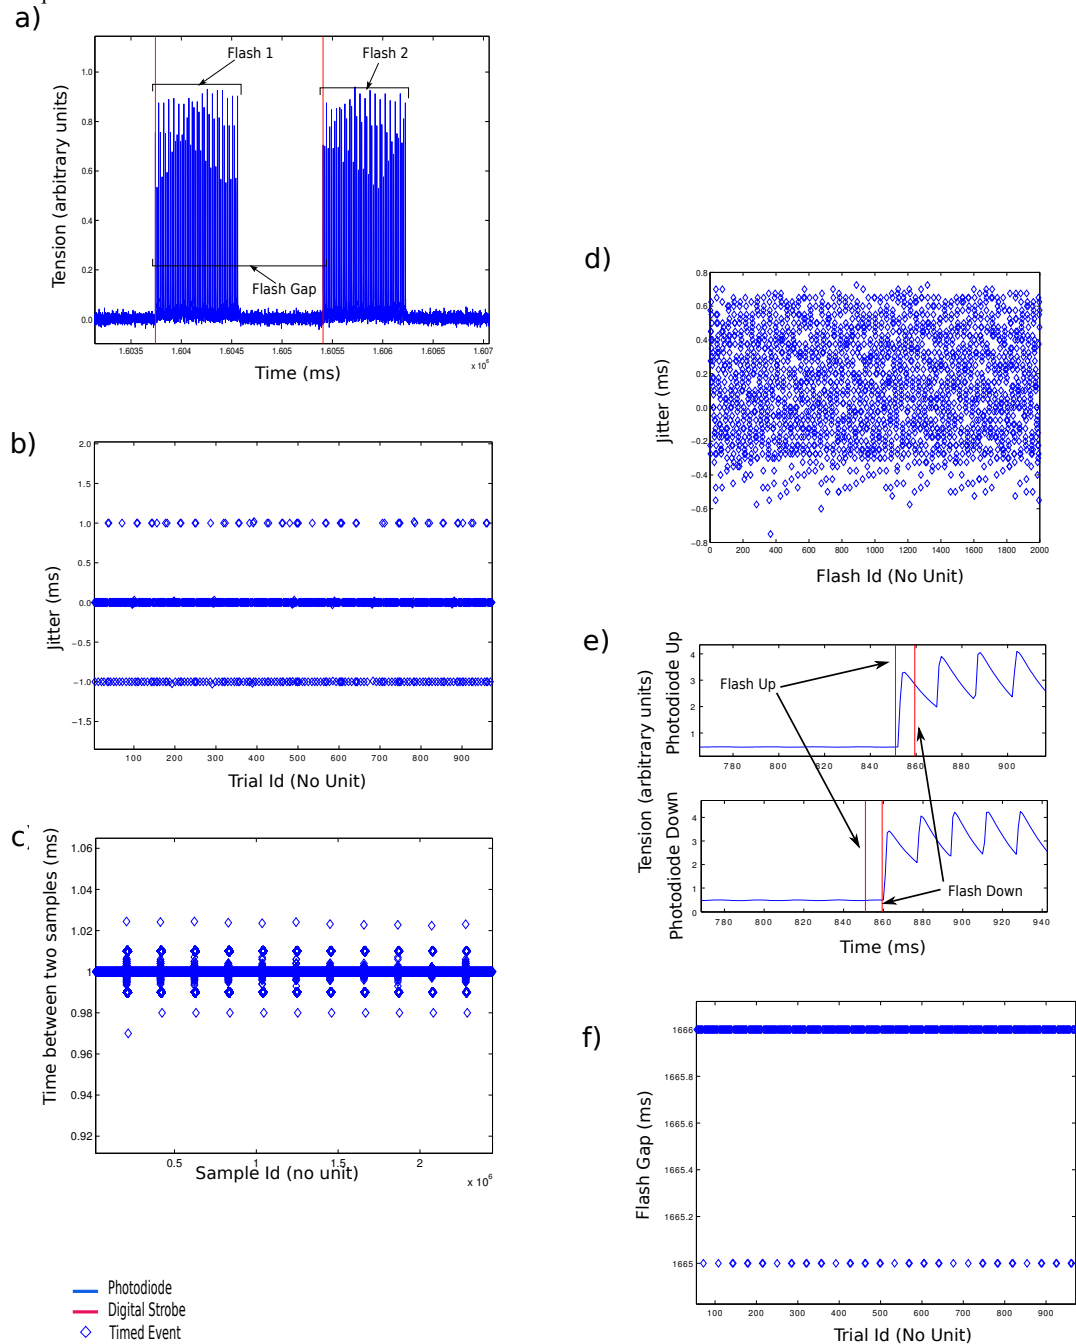 a)
Flash 1
Flash 2
1.0
0.8
0.6
0.4
0.2
0.0
Tension (arbitrary units)
Flash Gap
1.6035 1.604 1.6045 1.605 1.6055 1.606 1.6065 1.607
x 10⁶
Time (ms)
b)
2.0
1.5
1.0
0.5
0.0
−0.5
−1.0
−1.5
Jitter (ms)
100 200 300 400 500 600 700 800 900
Trial Id (No Unit)
c)
1.06
1.04
1.02
1
0.98
0.96
0.94
0.92
Time between two samples (ms)
0.5 1 1.5 2
x 10⁶
Sample Id (no unit)
Photodiode
Digital Strobe
Timed Event
d)
0.8
0.6
0.4
0.2
0.0
−0.2
−0.4
−0.6
−0.8
Jitter (ms)
0 200 400 600 800 1000 1200 1400 1600 1800 2000
Flash Id (No Unit)
e)
Tension (arbitrary units)
Photodiode Up
4
3
2
1
Flash Up
780 800 820 840 860 880 900
Photodiode Down
4
3
2
1
0
Flash Down
780 800 820 840 860 880 900 920 940
Time (ms)
f)
1666
1665.8
1665.6
1665.4
1665.2
1665
Flash Gap (ms)
100 200 300 400 500 600 700 800 900
Trial Id (No Unit)